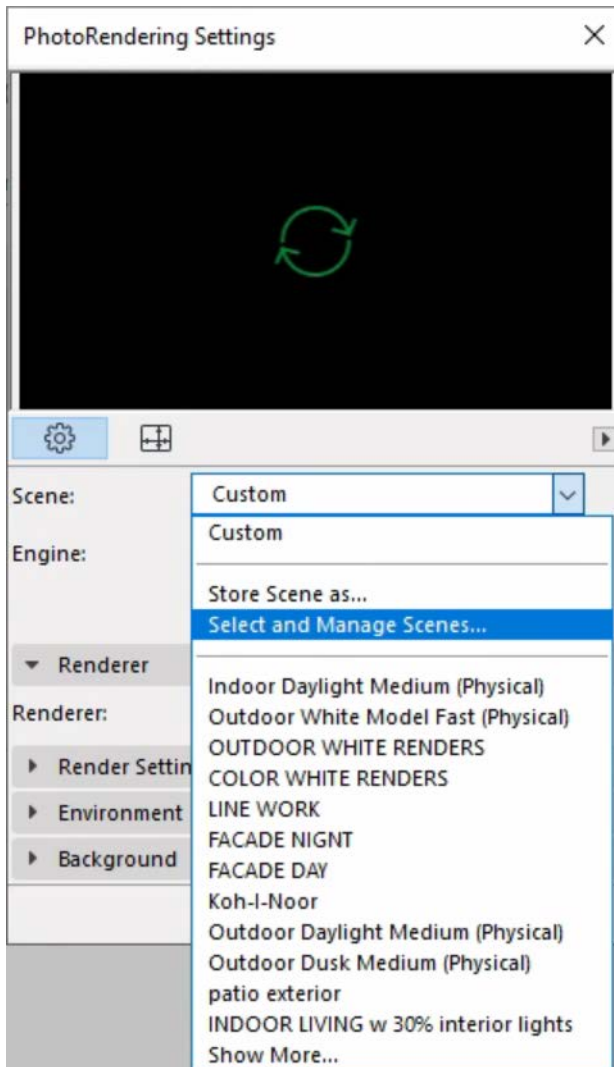 PhotoRendering Settings
Scene:
Custom
Custom
Engine:
Store Scene as...
Select and Manage Scenes...
Renderer
Renderer:
Render Settin
Environment
Background
Indoor Daylight Medium (Physical)
Outdoor White Model Fast (Physical)
OUTDOOR WHITE RENDERS
COLOR WHITE RENDERS
LINE WORK
FACADE NIGNT
FACADE DAY
Koh-I-Noor
Outdoor Daylight Medium (Physical)
Outdoor Dusk Medium (Physical)
patio exterior
INDOOR LIVING w 30% interior lights
Show More...